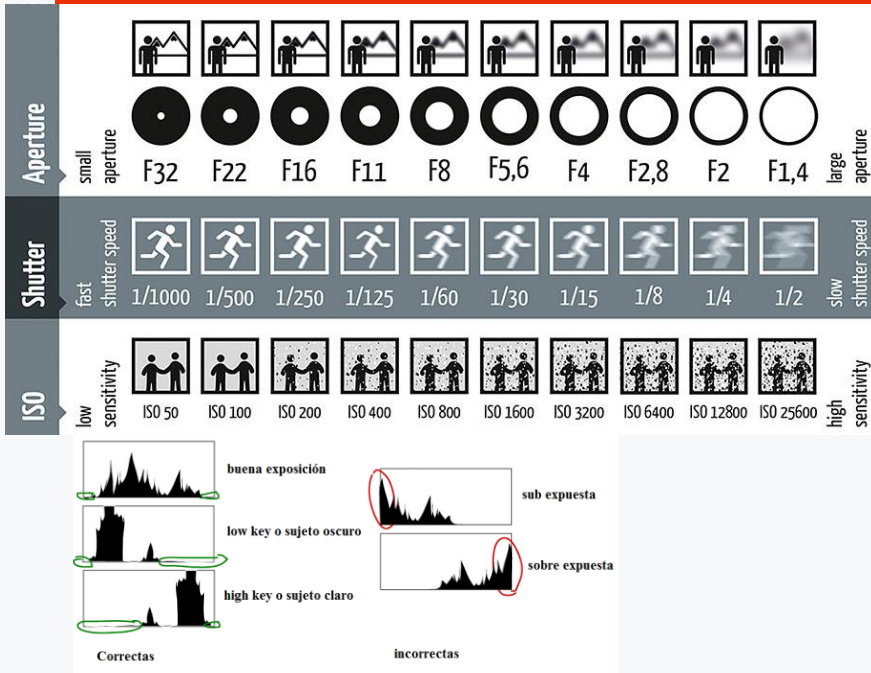 Aperture
small aperture
F32 F22 F16 F11 F8 F5,6 F4 F2,8 F2 F1,4
large aperture
Shutter
fast shutter speed
1/1000 1/500 1/250 1/125 1/60 1/30 1/15 1/8 1/4 1/2
slow shutter speed
ISO
low sensitivity
ISO 50 ISO 100 ISO 200 ISO 400 ISO 800 ISO 1600 ISO 3200 ISO 6400 ISO 12800 ISO 25600
high sensitivity
buena exposición
low key o sujeto oscuro
high key o sujeto claro
Correctas
sub expuesta
sobre expuesta
incorrectas